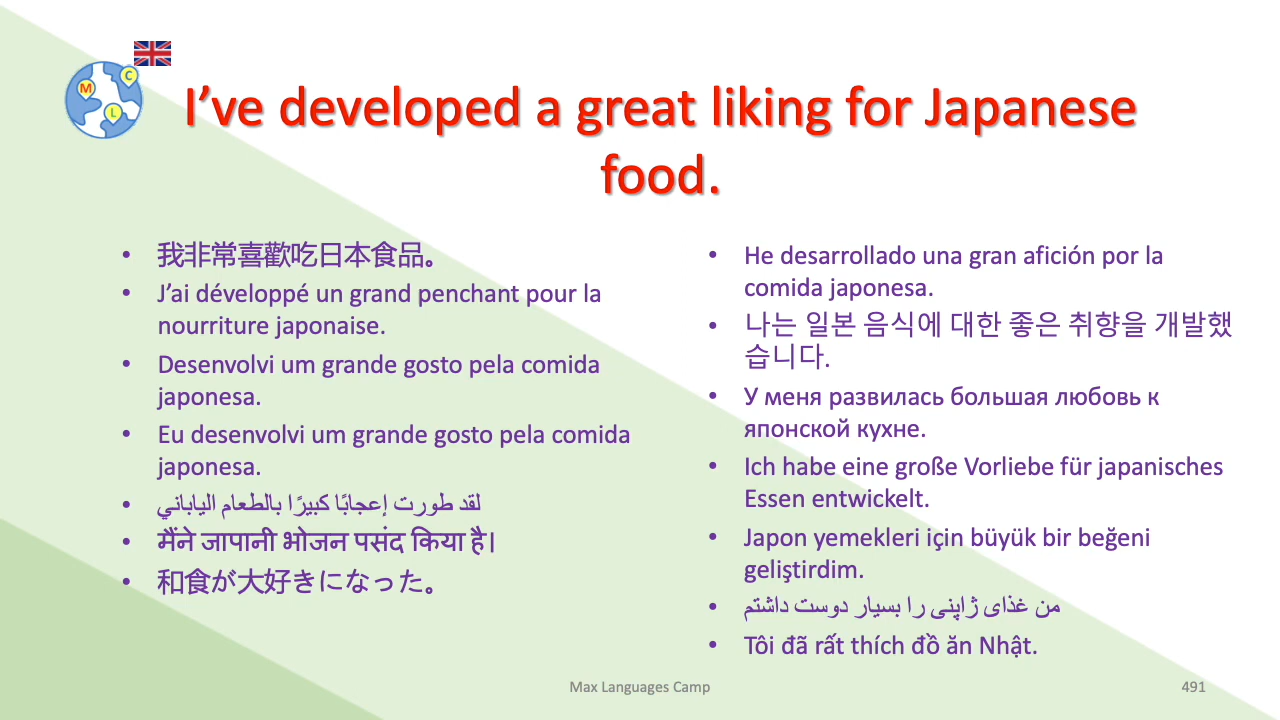 M
C
L
I’ve developed a great liking for Japanese
food.
• 我非常喜歡吃日本食品。
• J’ai développé un grand penchant pour la
nourriture japonaise.
• Desenvolvi um grande gosto pela comida
japonesa.
• Eu desenvolvi um grande gosto pela comida
japonesa.
• لقد طورت إعجابًا كبيرًا بالطعام الياباني
• मैंने जापानी भोजन पसंद किया है।
• 和食が大好きになった。
• He desarrollado una gran afición por la
comida japonesa.
• 나는 일본 음식에 대한 좋은 취향을 개발했
습니다.
• У меня развилась большая любовь к
японской кухне.
• Ich habe eine große Vorliebe für japanisches
Essen entwickelt.
• Japon yemekleri için büyük bir beğeni
geliştirdim.
• من غذای ژاپنی را بسیار دوست داشتم
• Tôi đã rất thích đồ ăn Nhật.
Max Languages Camp
491